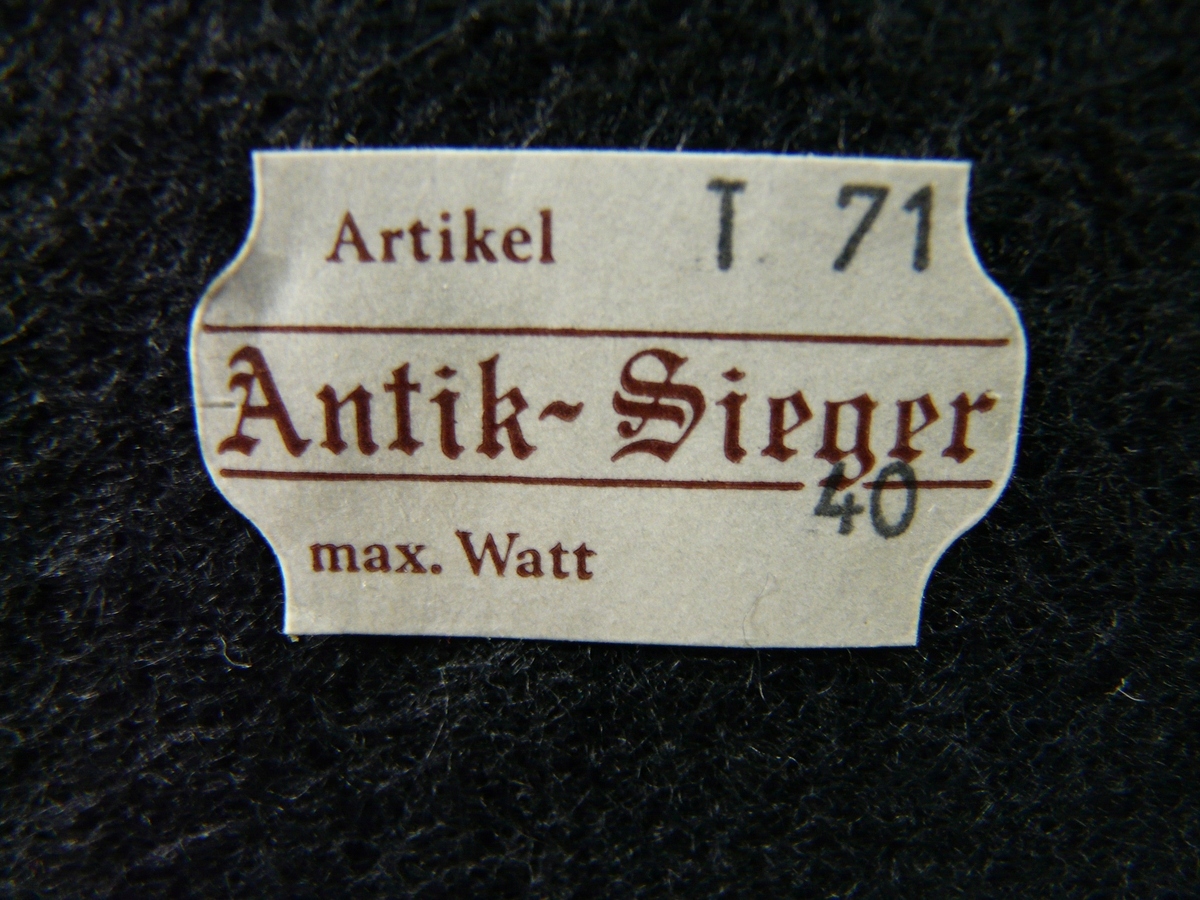 Artikel T 71
Antik-Sieger
max. Watt 40